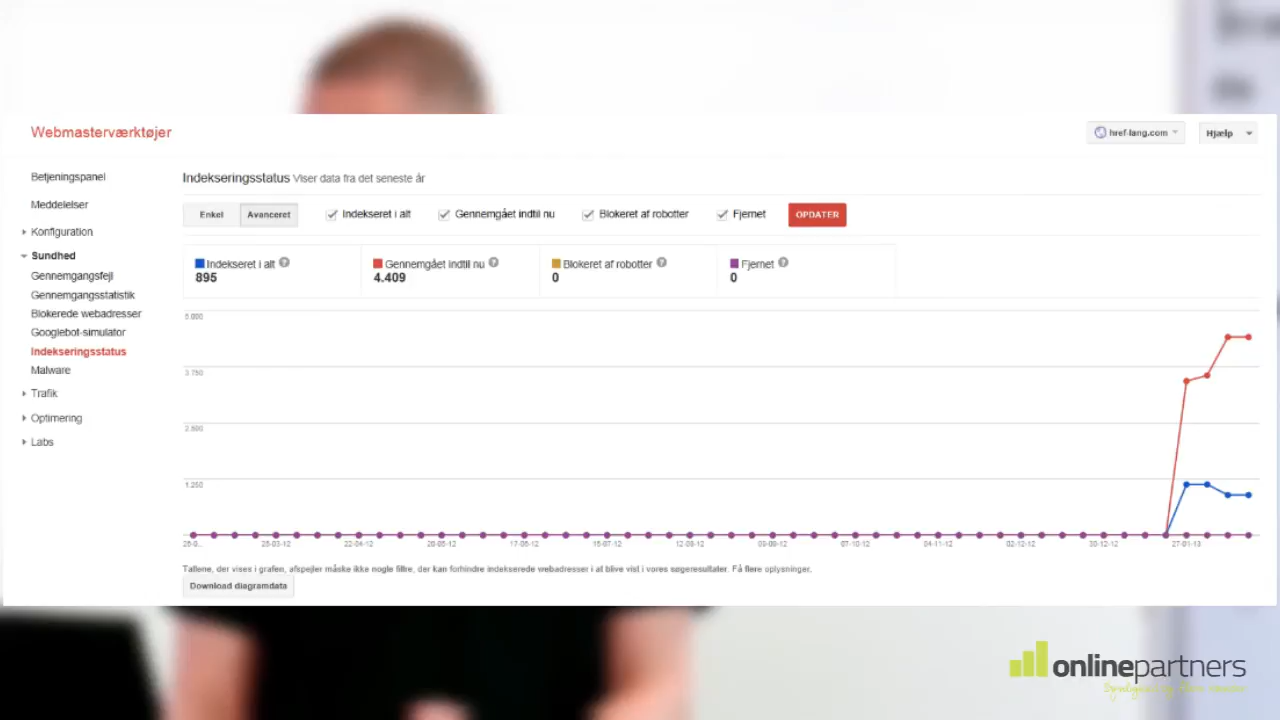 Webmasterværktøjer
href-lang.com
Hjælp
Betjeningspanel
Meddelelser
Konfiguration
Sundhed
Gennemgangsfejl
Gennemgangsstatistik
Blokerede webadresser
Googlebot-simulator
Indekseringsstatus
Malware
Trafik
Optimering
Labs
Indekseringsstatus Viser data fra det seneste år
Enkel Avanceret Indekseret i alt Gennemgået indtil nu Blokeret af robotter Fjernet OPDATER
Indekseret i alt Gennemgået indtil nu Blokeret af robotter Fjernet
895 4.409 0 0
5.000
3.750
2.500
1.250
25-03-12 22-04-12 20-05-12 17-06-12 15-07-12 12-08-12 09-09-12 07-10-12 04-11-12 02-12-12 30-12-12 27-01-13
Tallene, der vises i grafen, afspejler måske ikke nogle filtre, der kan forhindre indekserede webadresser i at blive vist i vores søgeresultater. Få flere oplysninger.
Download diagramdata
onlinepartners